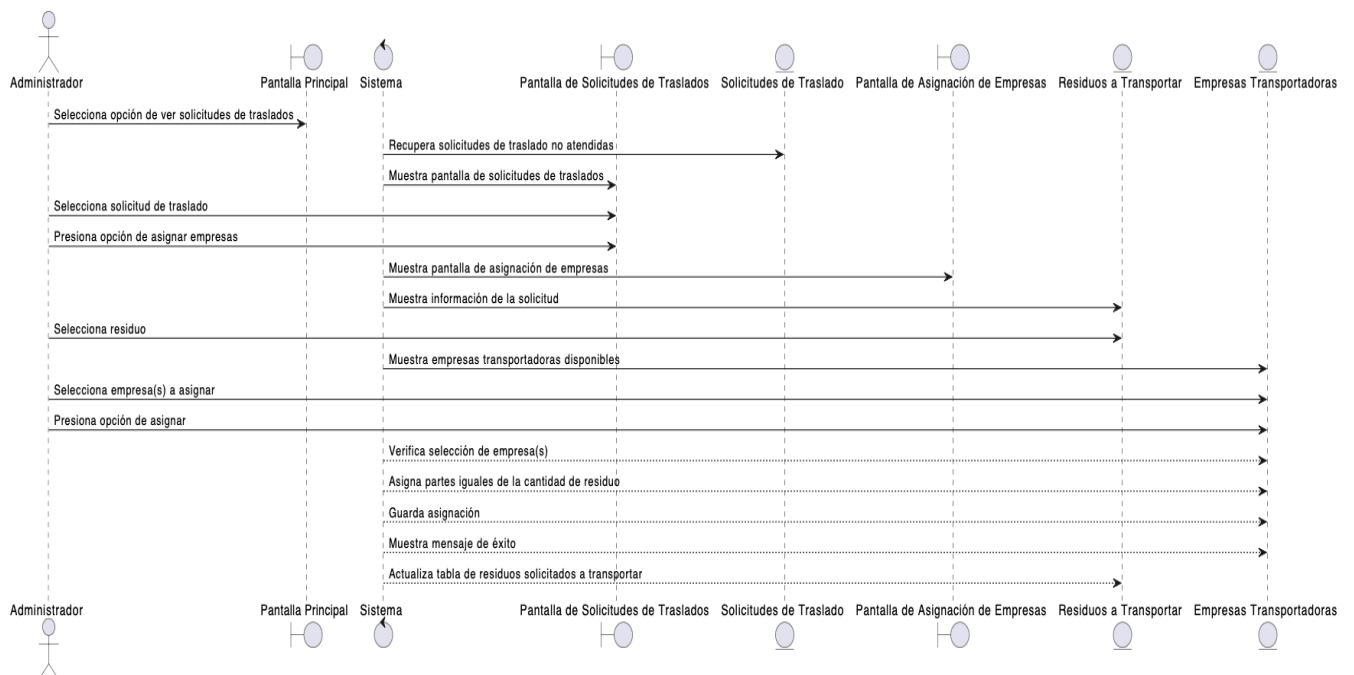 Administrador
Pantalla Principal
Sistema
Pantalla de Solicitudes de Traslados
Solicitudes de Traslado
Pantalla de Asignación de Empresas
Residuos a Transportar
Empresas Transportadoras
Selecciona opción de ver solicitudes de traslados
Recupera solicitudes de traslado no atendidas
Muestra pantalla de solicitudes de traslados
Selecciona solicitud de traslado
Presiona opción de asignar empresas
Muestra pantalla de asignación de empresas
Muestra información de la solicitud
Selecciona residuo
Muestra empresas transportadoras disponibles
Selecciona empresa(s) a asignar
Presiona opción de asignar
Verifica selección de empresa(s)
Asigna partes iguales de la cantidad de residuo
Guarda asignación
Muestra mensaje de éxito
Actualiza tabla de residuos solicitados a transportar
Administrador
Pantalla Principal
Sistema
Pantalla de Solicitudes de Traslados
Solicitudes de Traslado
Pantalla de Asignación de Empresas
Residuos a Transportar
Empresas Transportadoras